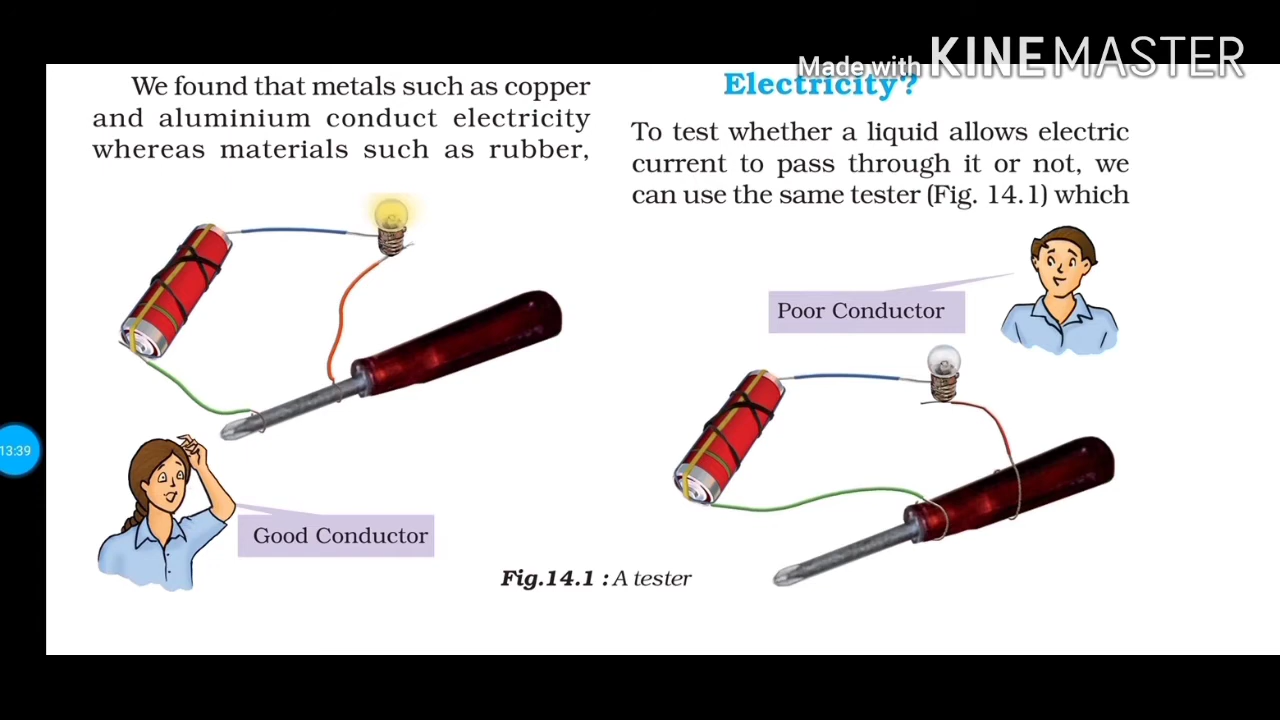 Made with KINEMASTER
We found that metals such as copper
and aluminium conduct electricity
whereas materials such as rubber,
Electricity?
To test whether a liquid allows electric
current to pass through it or not, we
can use the same tester (Fig. 14.1) which
Poor Conductor
13:39
Good Conductor
Fig.14.1 : A tester